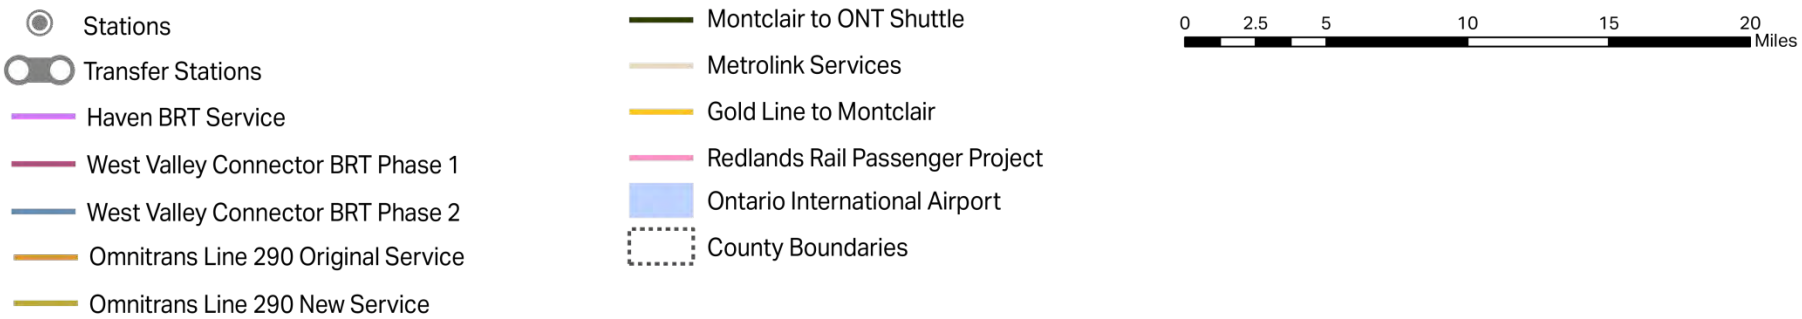 Stations
Transfer Stations
Haven BRT Service
West Valley Connector BRT Phase 1
West Valley Connector BRT Phase 2
Omnitrans Line 290 Original Service
Omnitrans Line 290 New Service
Montclair to ONT Shuttle
Metrolink Services
Gold Line to Montclair
Redlands Rail Passenger Project
Ontario International Airport
County Boundaries
0 2.5 5 10 15 20
Miles